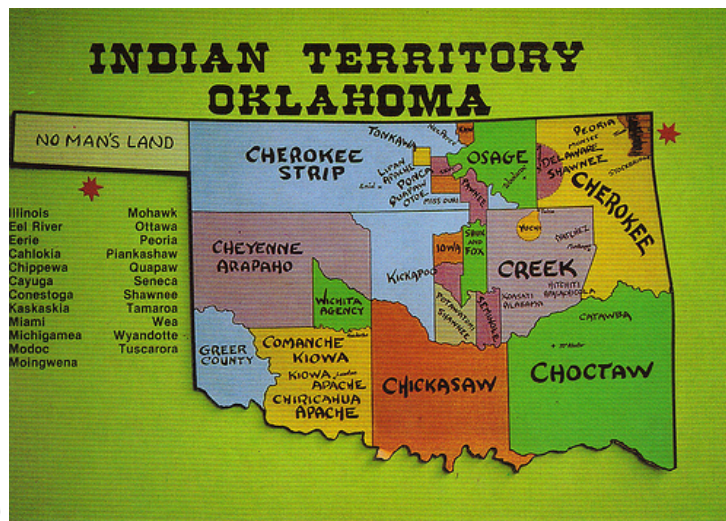 INDIAN TERRITORY
OKLAHOMA
NO MAN'S LAND
CHEROKEE
STRIP
TONKAWA
LIPAN
APACHE
PONCA
QUAPAW
OTOE
MISSOURI
PAWNEE
OSAGE
PEORIA
DELAWARE
SHAWNEE
CHEROKEE
Illinois
Eel River
Eerie
Cahlokia
Chippewa
Cayuga
Conestoga
Kaskaskia
Miami
Michigamea
Modoc
Moingwena
Mohawk
Ottawa
Peoria
Piankashaw
Quapaw
Seneca
Shawnee
Tamaroa
Wea
Wyandotte
Tuscarora
CHEYENNE
ARAPAHO
WICHITA
AGENCY
KICKAPOO
IOWA
SAUK
AND
FOX
YUCHI
NATCHEZ
CREEK
KOASATI
ALABAMA
HITCHITI
POTAWATOMI
SHAWNEE
SEMINOLE
GREER
COUNTY
COMANCHE
KIOWA
KIOWA
APACHE
CHIRICAHUA
APACHE
CHICKASAW
CATAWBA
CHOCTAW